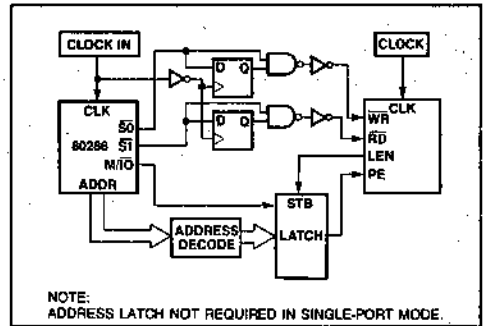 CLOCK IN
CLOCK
D Q
CLK
CLK
S0
WR
80286
S1
D Q
RD
M/IO
LEN
ADDR
PE
STB
ADDRESS
DECODE
LATCH
NOTE:
ADDRESS LATCH NOT REQUIRED IN SINGLE-PORT MODE.